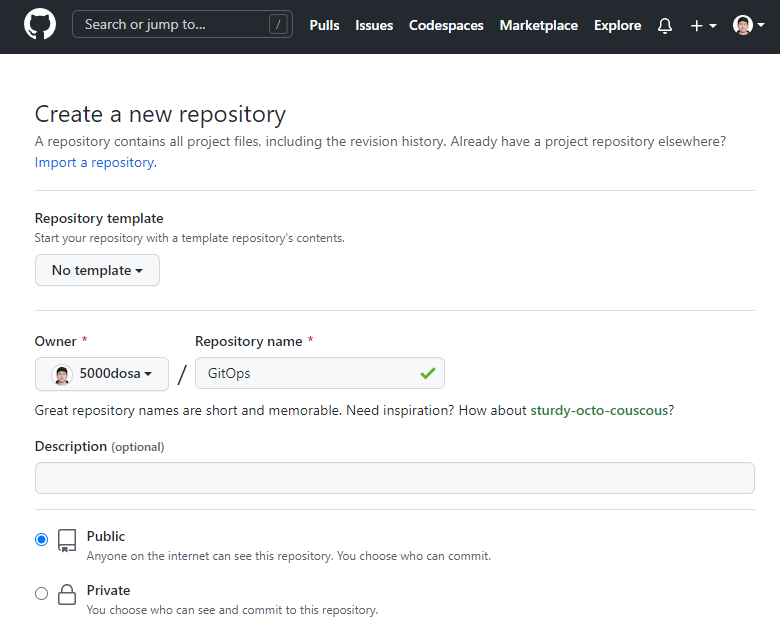 Search or jump to... /
Pulls Issues Codespaces Marketplace Explore
Create a new repository
A repository contains all project files, including the revision history. Already have a project repository elsewhere?
Import a repository.
Repository template
Start your repository with a template repository's contents.
No template
Owner * Repository name *
5000dosa / GitOps
Great repository names are short and memorable. Need inspiration? How about sturdy-octo-couscous?
Description (optional)
Public
Anyone on the internet can see this repository. You choose who can commit.
Private
You choose who can see and commit to this repository.